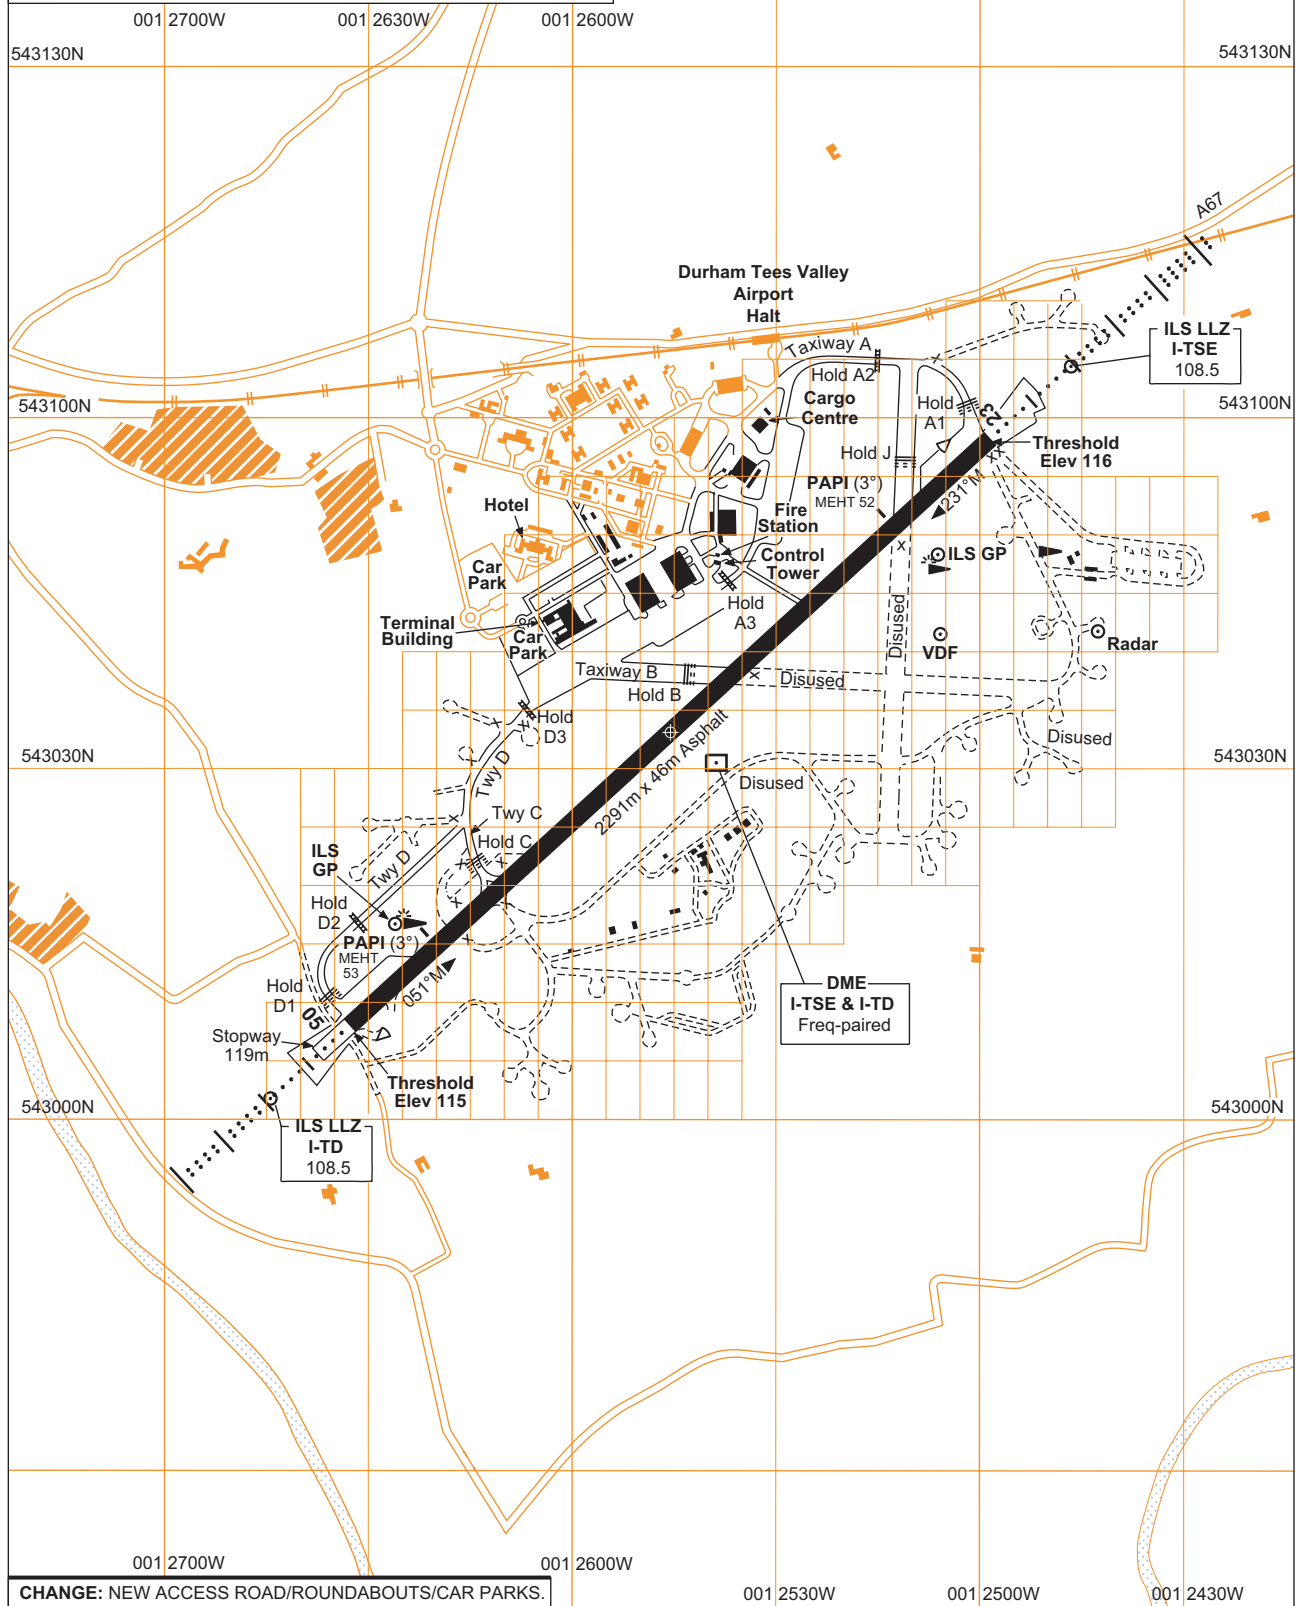 001 2700W
001 2630W
001 2600W
543130N
543130N
A67
Durham Tees Valley
Airport
Halt
ILS LLZ
I-TSE
108.5
Taxiway A
Hold A2
Cargo
Centre
Hold
A1
23
543100N
543100N
Threshold
Elev 116
Hold J
PAPI (3°)
MEHT 52
231°M
Hotel
Fire
Station
Control
Tower
ILS GP
Car
Park
Hold
A3
Disused
Terminal
Building
Car
Park
VDF
Radar
Taxiway B
Hold B
Disused
Hold
D3
Disused
543030N
543030N
Twy D
2291m x 46m Asphalt
Disused
Twy C
Hold C
ILS
GP
Twy D
Hold
D2
PAPI (3°)
MEHT
53
051°M
Hold
D1
05
DME
I-TSE & I-TD
Freq-paired
Stopway
119m
Threshold
Elev 115
543000N
543000N
ILS LLZ
I-TD
108.5
001 2700W
001 2600W
001 2530W
001 2500W
001 2430W
CHANGE: NEW ACCESS ROAD/ROUNDABOUTS/CAR PARKS.